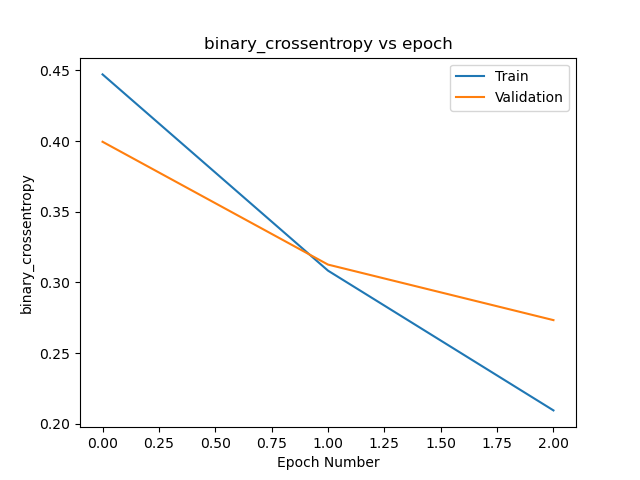 binary_crossentropy vs epoch
Train
Validation
0.45
0.40
0.35
0.30
0.25
0.20
binary_crossentropy
0.00 0.25 0.50 0.75 1.00 1.25 1.50 1.75 2.00
Epoch Number